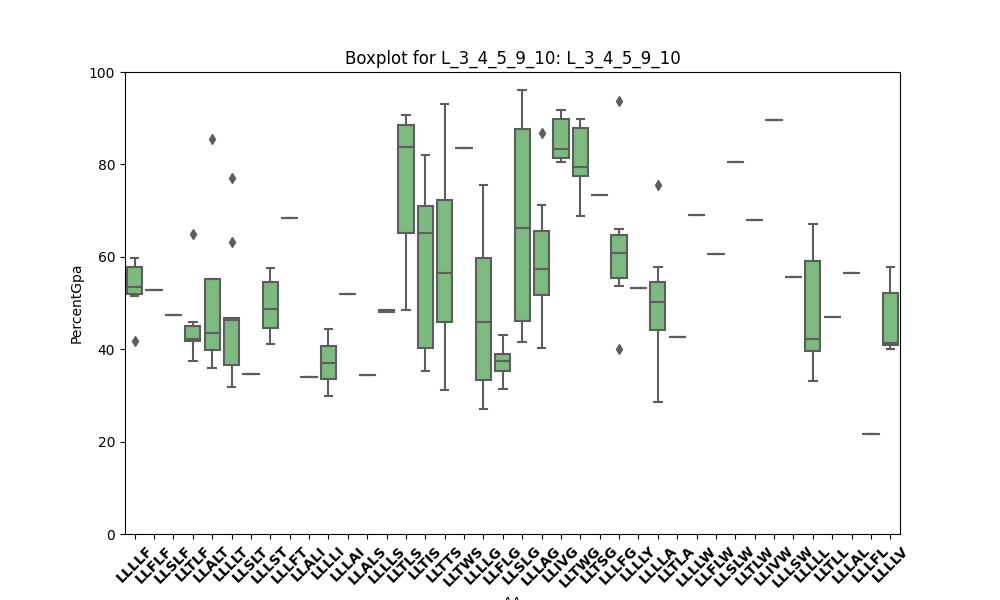 Boxplot for L_3_4_5_9_10: L_3_4_5_9_10
100
80
60
40
20
0
PercentGpa
LLLLF LLFLF LLSLF LLTLF LLALT LLLLT LLSLT LLLST LLLFT LLALI LLLLI LLLAI LLALS LLLLS LLTLS LLTIS LLTTS LLTWS LLLLG LLFLG LLSLG LLLAG LLIVG LLTWG LLTSG LLLFG LLLLY LLLLA LLTLA LLLLW LLFLW LLSLW LLTLW LLIVW LLLSW LLLLL LLTLL LLLAL LLLFL LLLLV